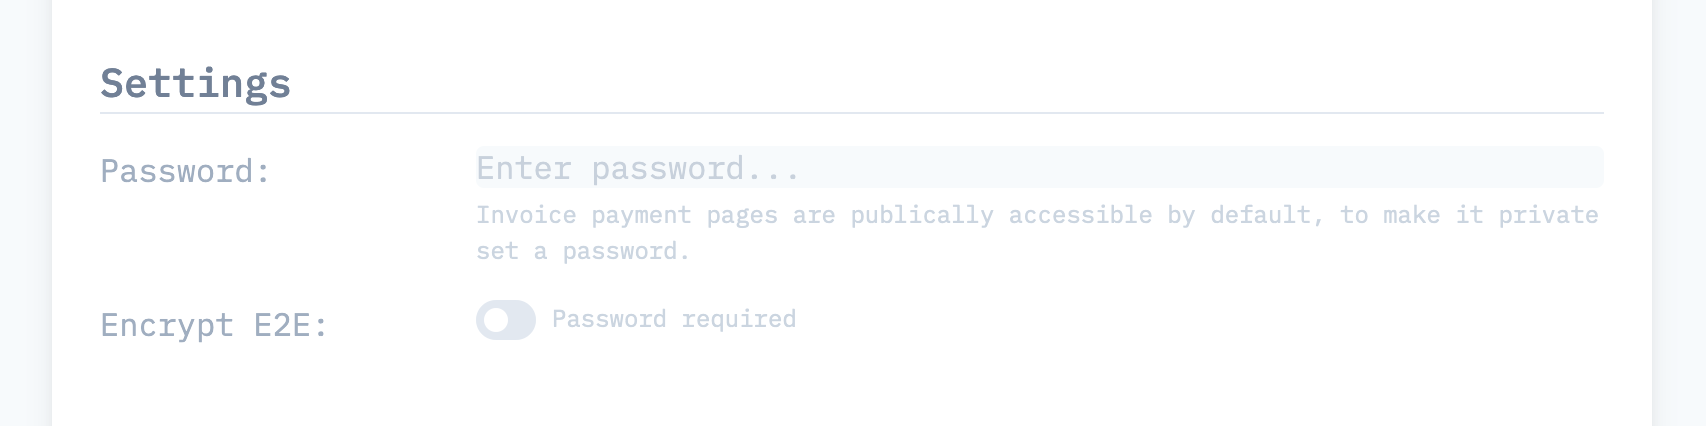 Settings
Password:
Enter password...
Invoice payment pages are publically accessible by default, to make it private
set a password.
Encrypt E2E:
Password required